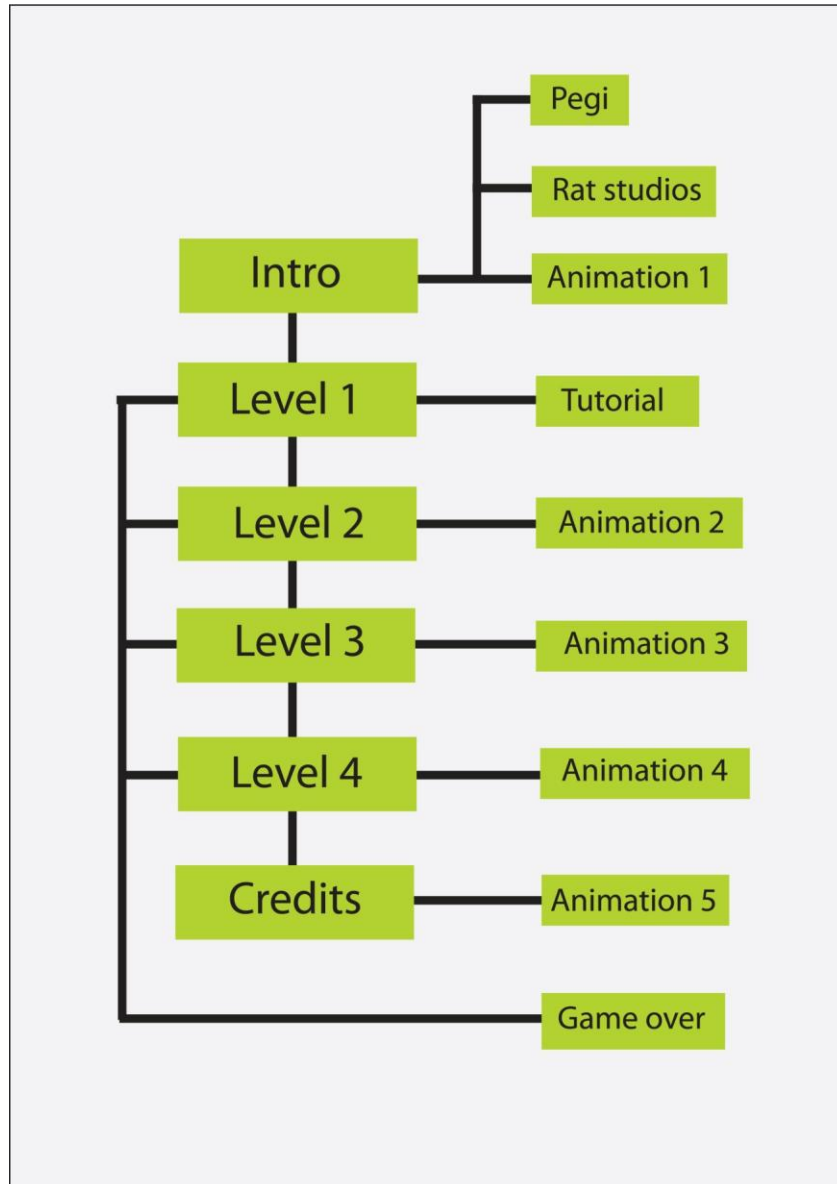 Pegi
Rat studios
Intro
Animation 1
Level 1
Tutorial
Level 2
Animation 2
Level 3
Animation 3
Level 4
Animation 4
Credits
Animation 5
Game over